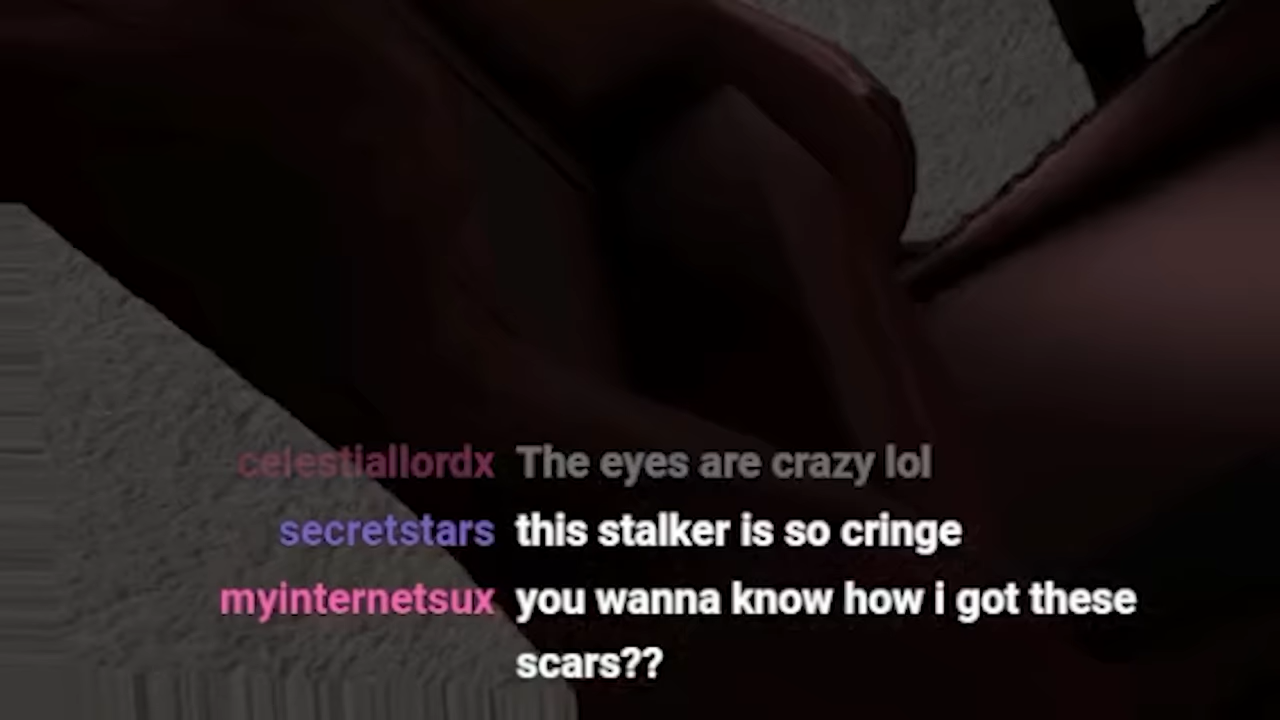 celestiallordx The eyes are crazy lol
secretstars this stalker is so cringe
myinternetsux you wanna know how i got these
scars??